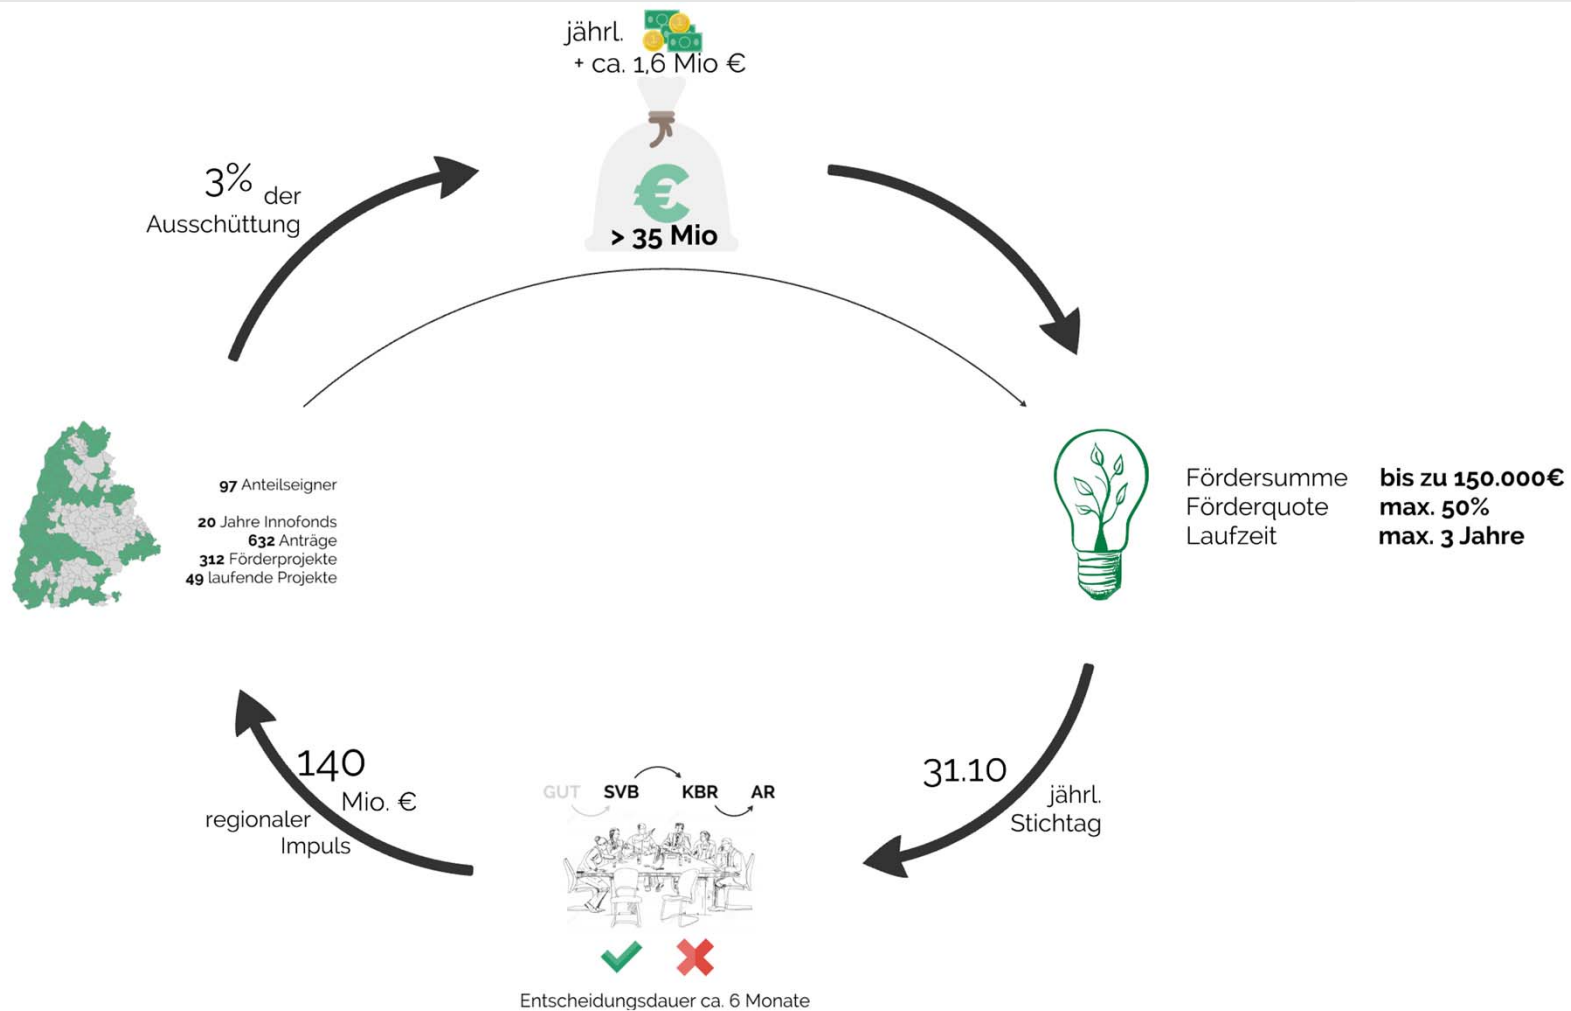 jährl.
+ ca. 1,6 Mio €
€
> 35 Mio
3% der
Ausschüttung
97 Anteilseigner
20 Jahre Innofonds
632 Anträge
312 Förderprojekte
49 laufende Projekte
Fördersumme bis zu 150.000€
Förderquote max. 50%
Laufzeit max. 3 Jahre
31.10
jährl.
Stichtag
GUT SVB KBR AR
Entscheidungsdauer ca. 6 Monate
140
Mio. €
regionaler
Impuls